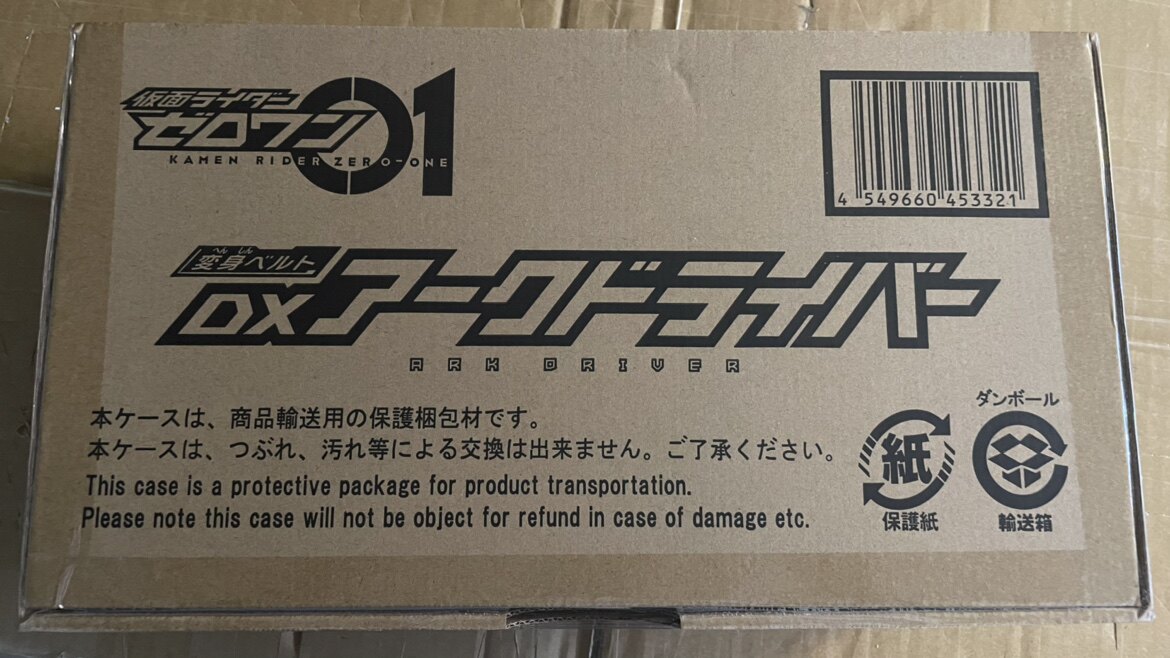 仮面ライダー
ゼロワン
01
KAMEN RIDER ZERO-ONE
4 549660 453321
へんしん
変身ベルト
DXアークドライバー
ARK DRIVER
本ケースは、商品輸送用の保護梱包材です。
本ケースは、つぶれ、汚れ等による交換は出来ません。ご了承ください。
This case is a protective package for product transportation.
Please note this case will not be object for refund in case of damage etc.
紙
保護紙
ダンボール
輸送箱